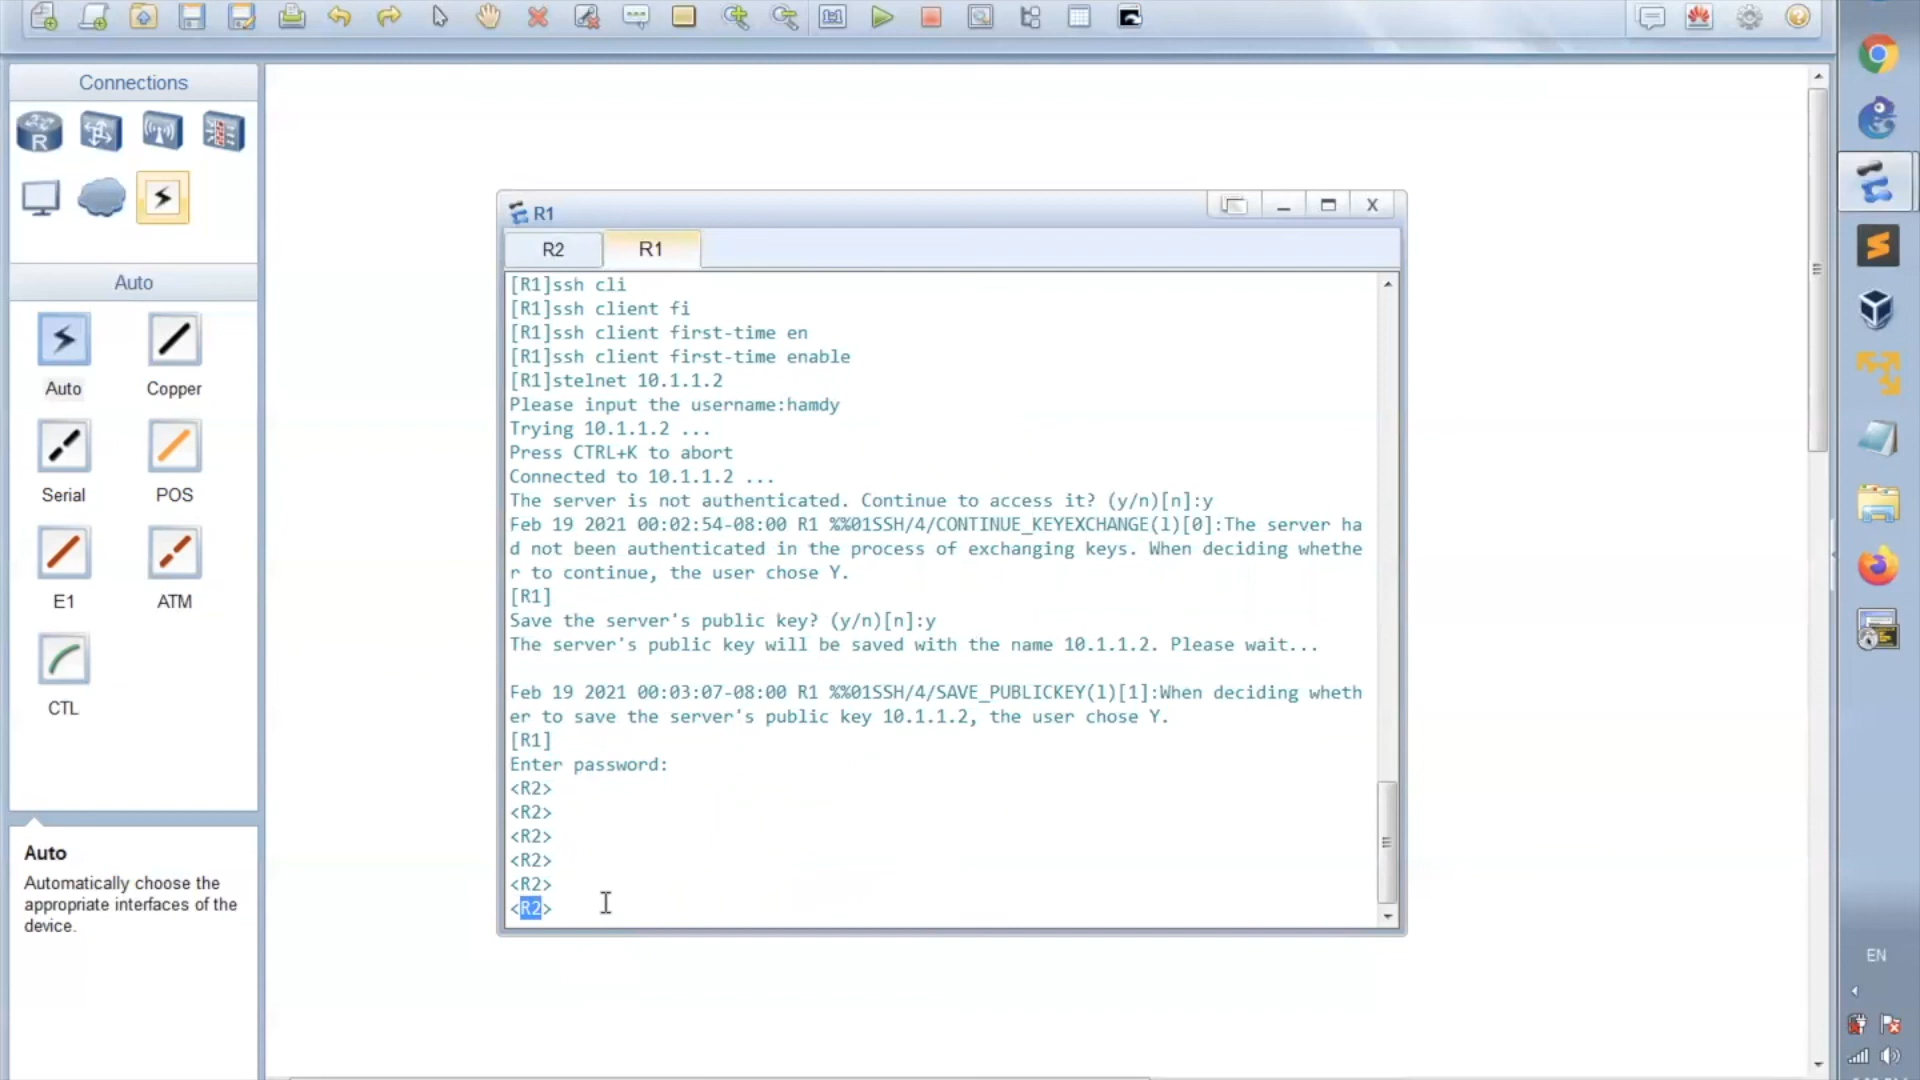 Connections
R
Auto
Auto
Copper
Serial
POS
E1
ATM
CTL
Auto
Automatically choose the
appropriate interfaces of the
device.
R1
R2
R1
[R1]ssh cli
[R1]ssh client fi
[R1]ssh client first-time en
[R1]ssh client first-time enable
[R1]stelnet 10.1.1.2
Please input the username:hamdy
Trying 10.1.1.2 ...
Press CTRL+K to abort
Connected to 10.1.1.2 ...
The server is not authenticated. Continue to access it? (y/n)[n]:y
Feb 19 2021 00:02:54-08:00 R1 %%01SSH/4/CONTINUE_KEYEXCHANGE(l)[0]:The server ha
d not been authenticated in the process of exchanging keys. When deciding whethe
r to continue, the user chose Y.
[R1]
Save the server's public key? (y/n)[n]:y
The server's public key will be saved with the name 10.1.1.2. Please wait...
Feb 19 2021 00:03:07-08:00 R1 %%01SSH/4/SAVE_PUBLICKEY(l)[1]:When deciding wheth
er to save the server's public key 10.1.1.2, the user chose Y.
[R1]
Enter password:
<R2>
<R2>
<R2>
<R2>
<R2>
<R2>
EN